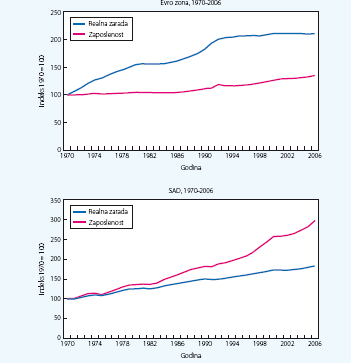 Evro zona, 1970-2006
250
Realna zarada
Zaposlenost
200
150
100
50
0
Indeks 1970 = 100
1970 1974 1978 1982 1986 1990 1994 1998 2002 2006
Godina
SAD, 1970-2006
350
Realna zarada
Zaposlenost
300
250
200
150
100
50
0
Indeks 1970 = 100
1970 1974 1978 1982 1986 1990 1994 1998 2002 2006
Godina